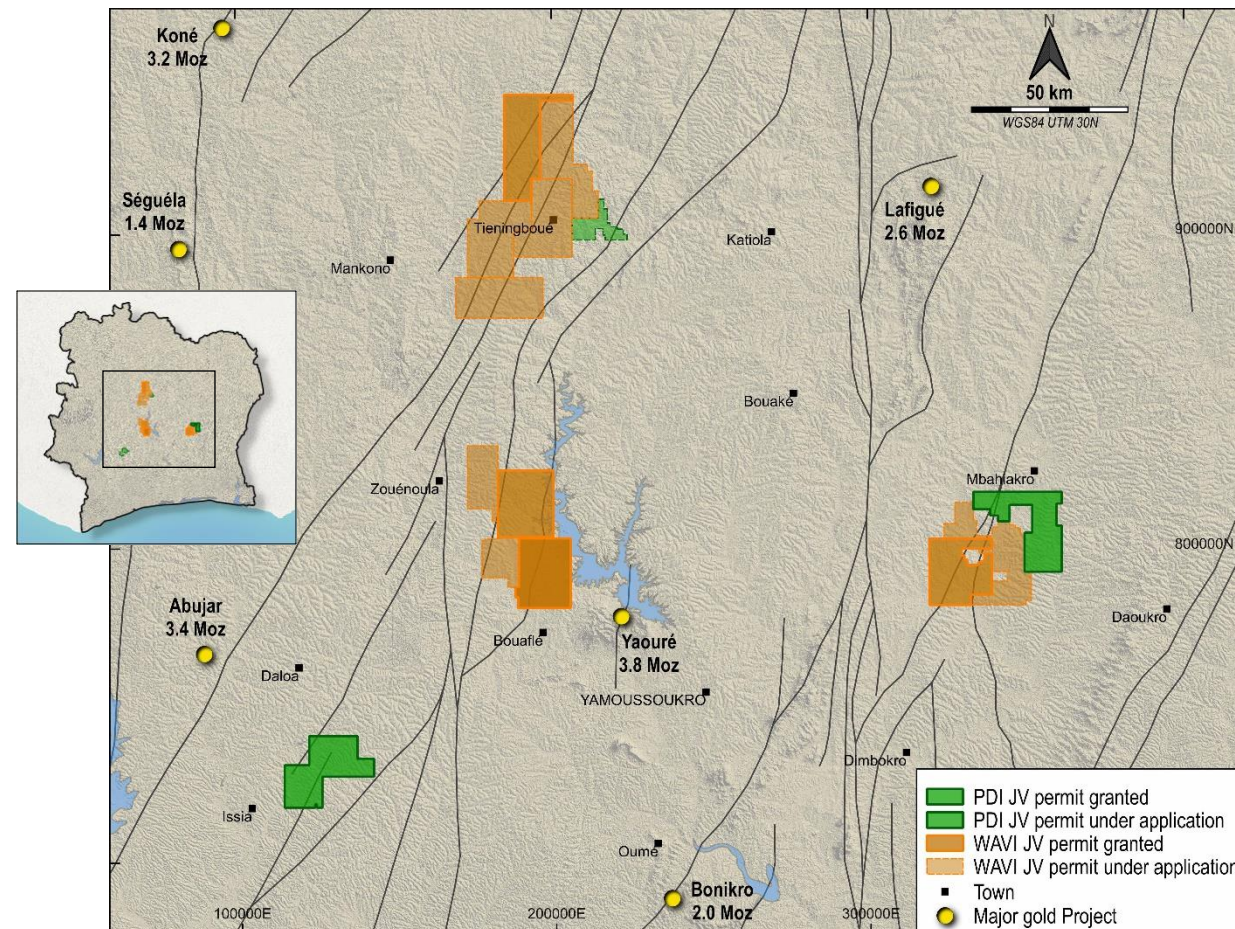 Koné
3.2 Moz
N
50 km
WGS84 UTM 30N
Séguéla
1.4 Moz
Lafigué
2.6 Moz
Tieningboué
Katiola
900000N
Mankono
Bouaké
Zouénoula
Mbahiakro
800000N
Abujar
3.4 Moz
Bouaflé
Yaouré
3.8 Moz
Daoukro
Daloa
YAMOUSSOUKRO
Dimbokro
Issia
Oumé
Bonikro
2.0 Moz
100000E
200000E
300000E
PDI JV permit granted
PDI JV permit under application
WAVI JV permit granted
WAVI JV permit under application
Town
Major gold Project